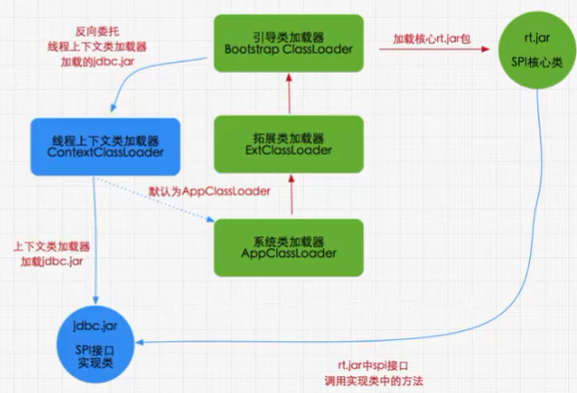 反向委托
线程上下文类加载器
加载的jdbc.jar
引导类加载器
Bootstrap ClassLoader
加载核心rt.jar包
rt.jar
SPI核心类
线程上下文类加载器
ContextClassLoader
拓展类加载器
ExtClassLoader
默认为AppClassLoader
系统类加载器
AppClassLoader
上下文类加载器
加载jdbc.jar
jdbc.jar
SPI接口
实现类
rt.jar中spi接口
调用实现类中的方法